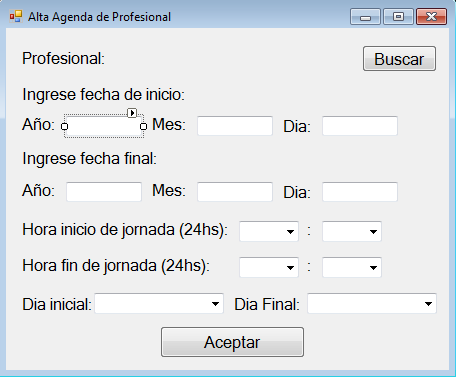 Alta Agenda de Profesional
Profesional: Buscar
Ingrese fecha de inicio:
Año: Mes: Dia:
Ingrese fecha final:
Año: Mes: Dia:
Hora inicio de jornada (24hs): :
Hora fin de jornada (24hs): :
Dia inicial: Dia Final:
Aceptar